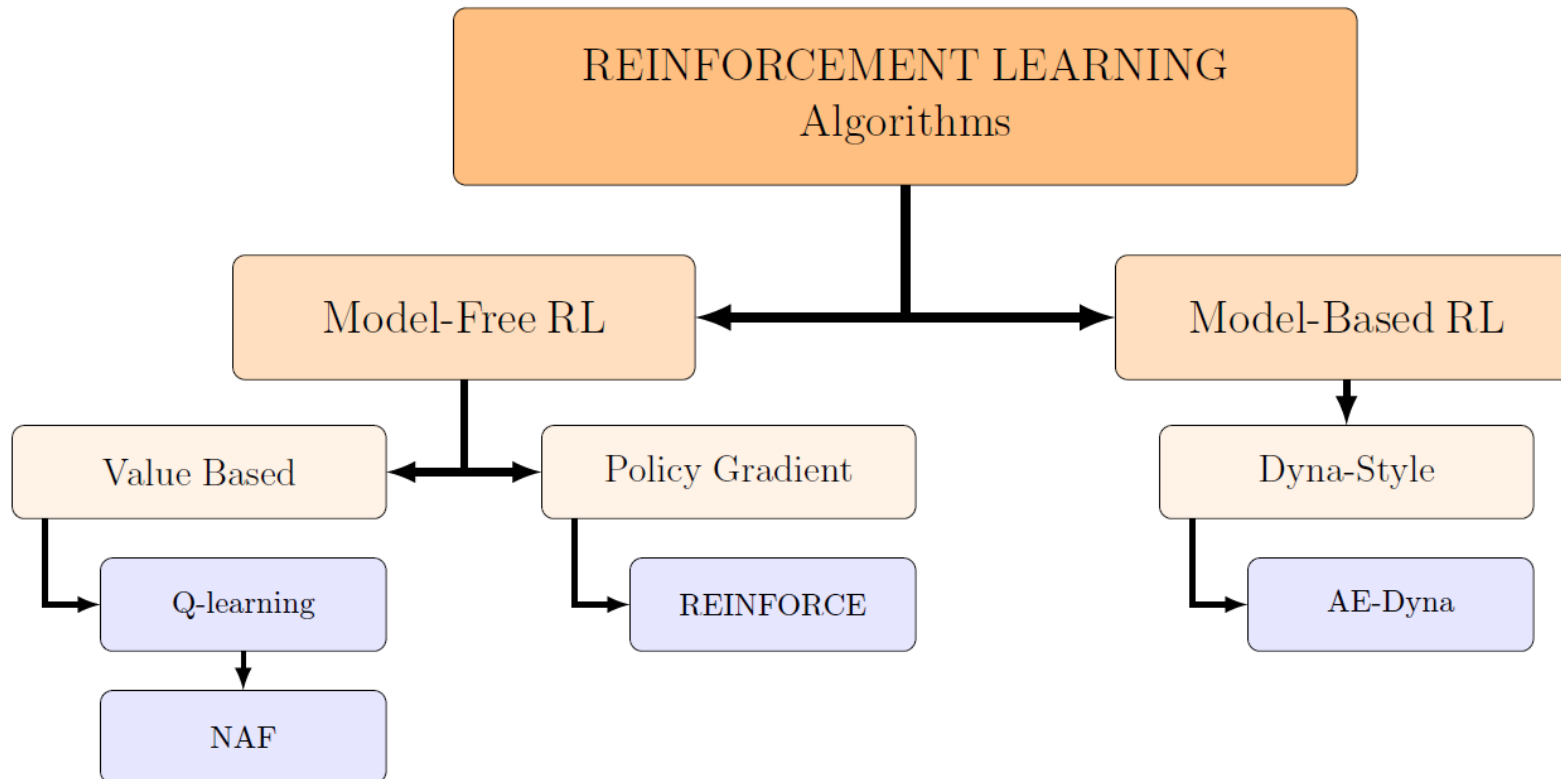 REINFORCEMENT LEARNING
Algorithms
Model-Free RL
Model-Based RL
Value Based
Policy Gradient
Dyna-Style
Q-learning
REINFORCE
AE-Dyna
NAF